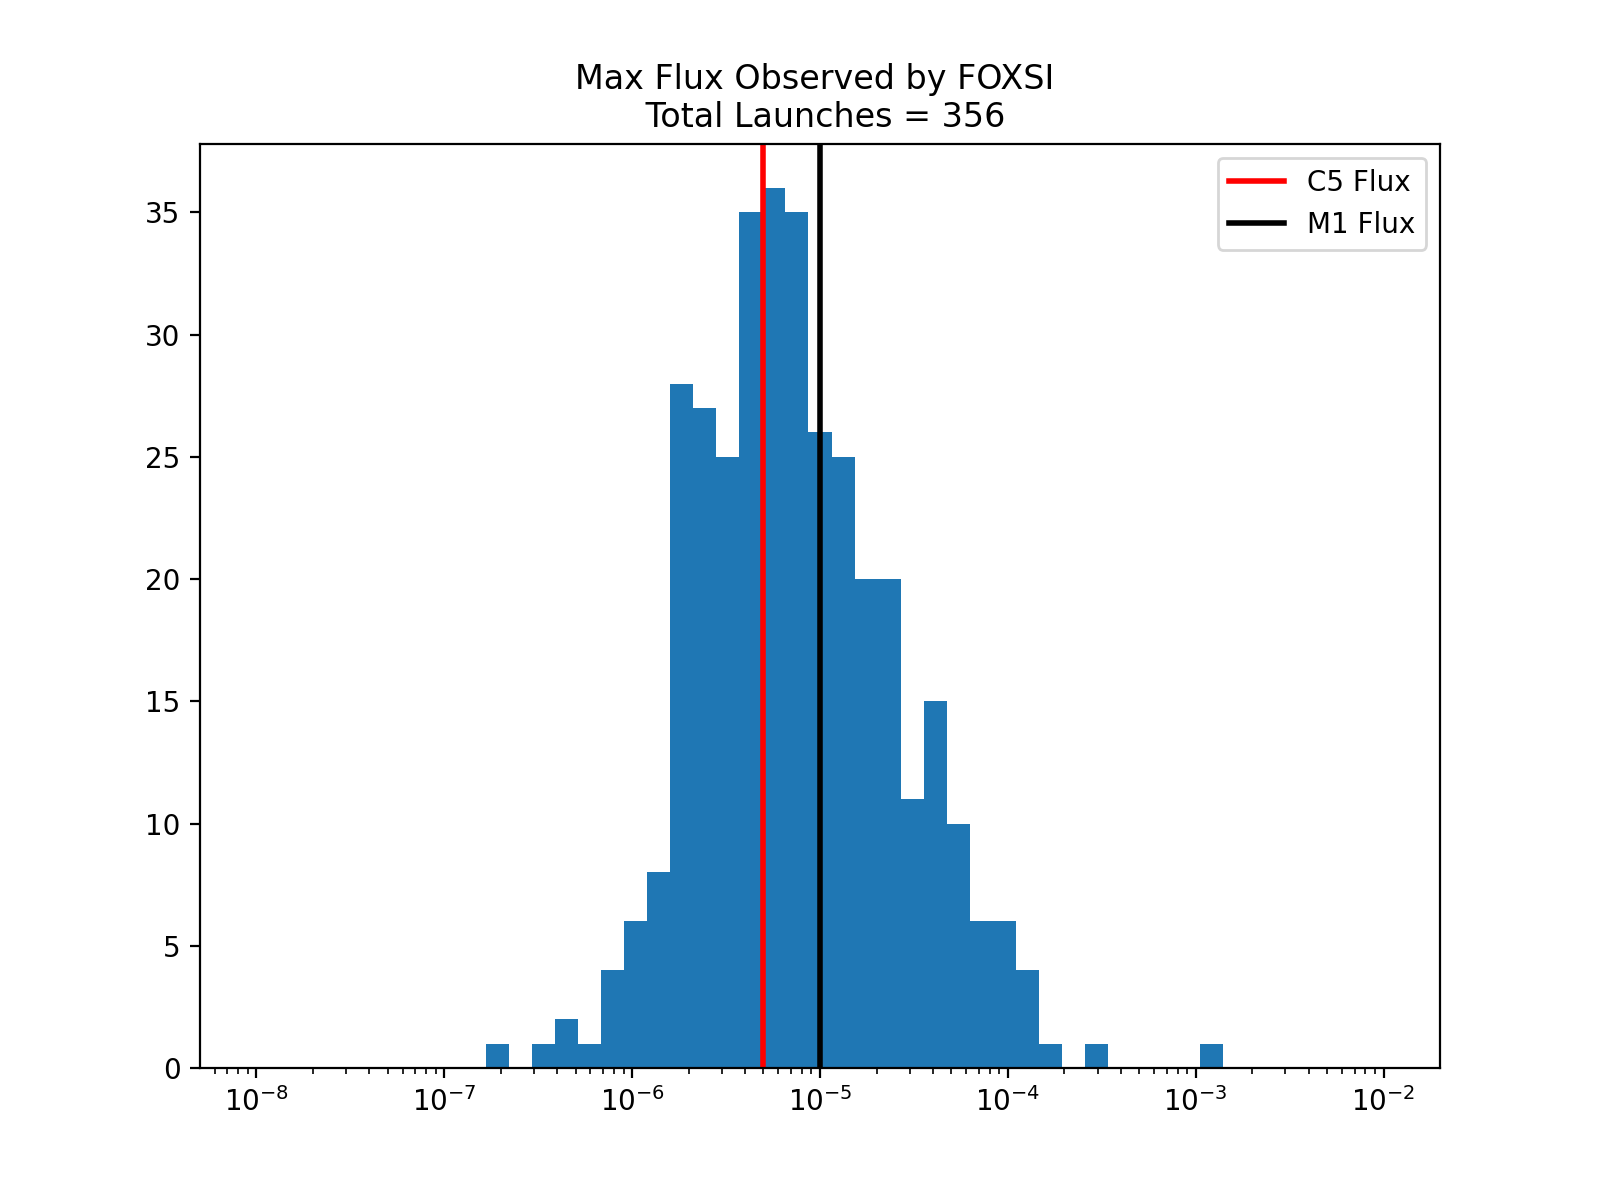 Max Flux Observed by FOXSI
Total Launches = 356
C5 Flux
M1 Flux
35
30
25
20
15
10
5
0
10⁻⁸ 10⁻⁷ 10⁻⁶ 10⁻⁵ 10⁻⁴ 10⁻³ 10⁻²